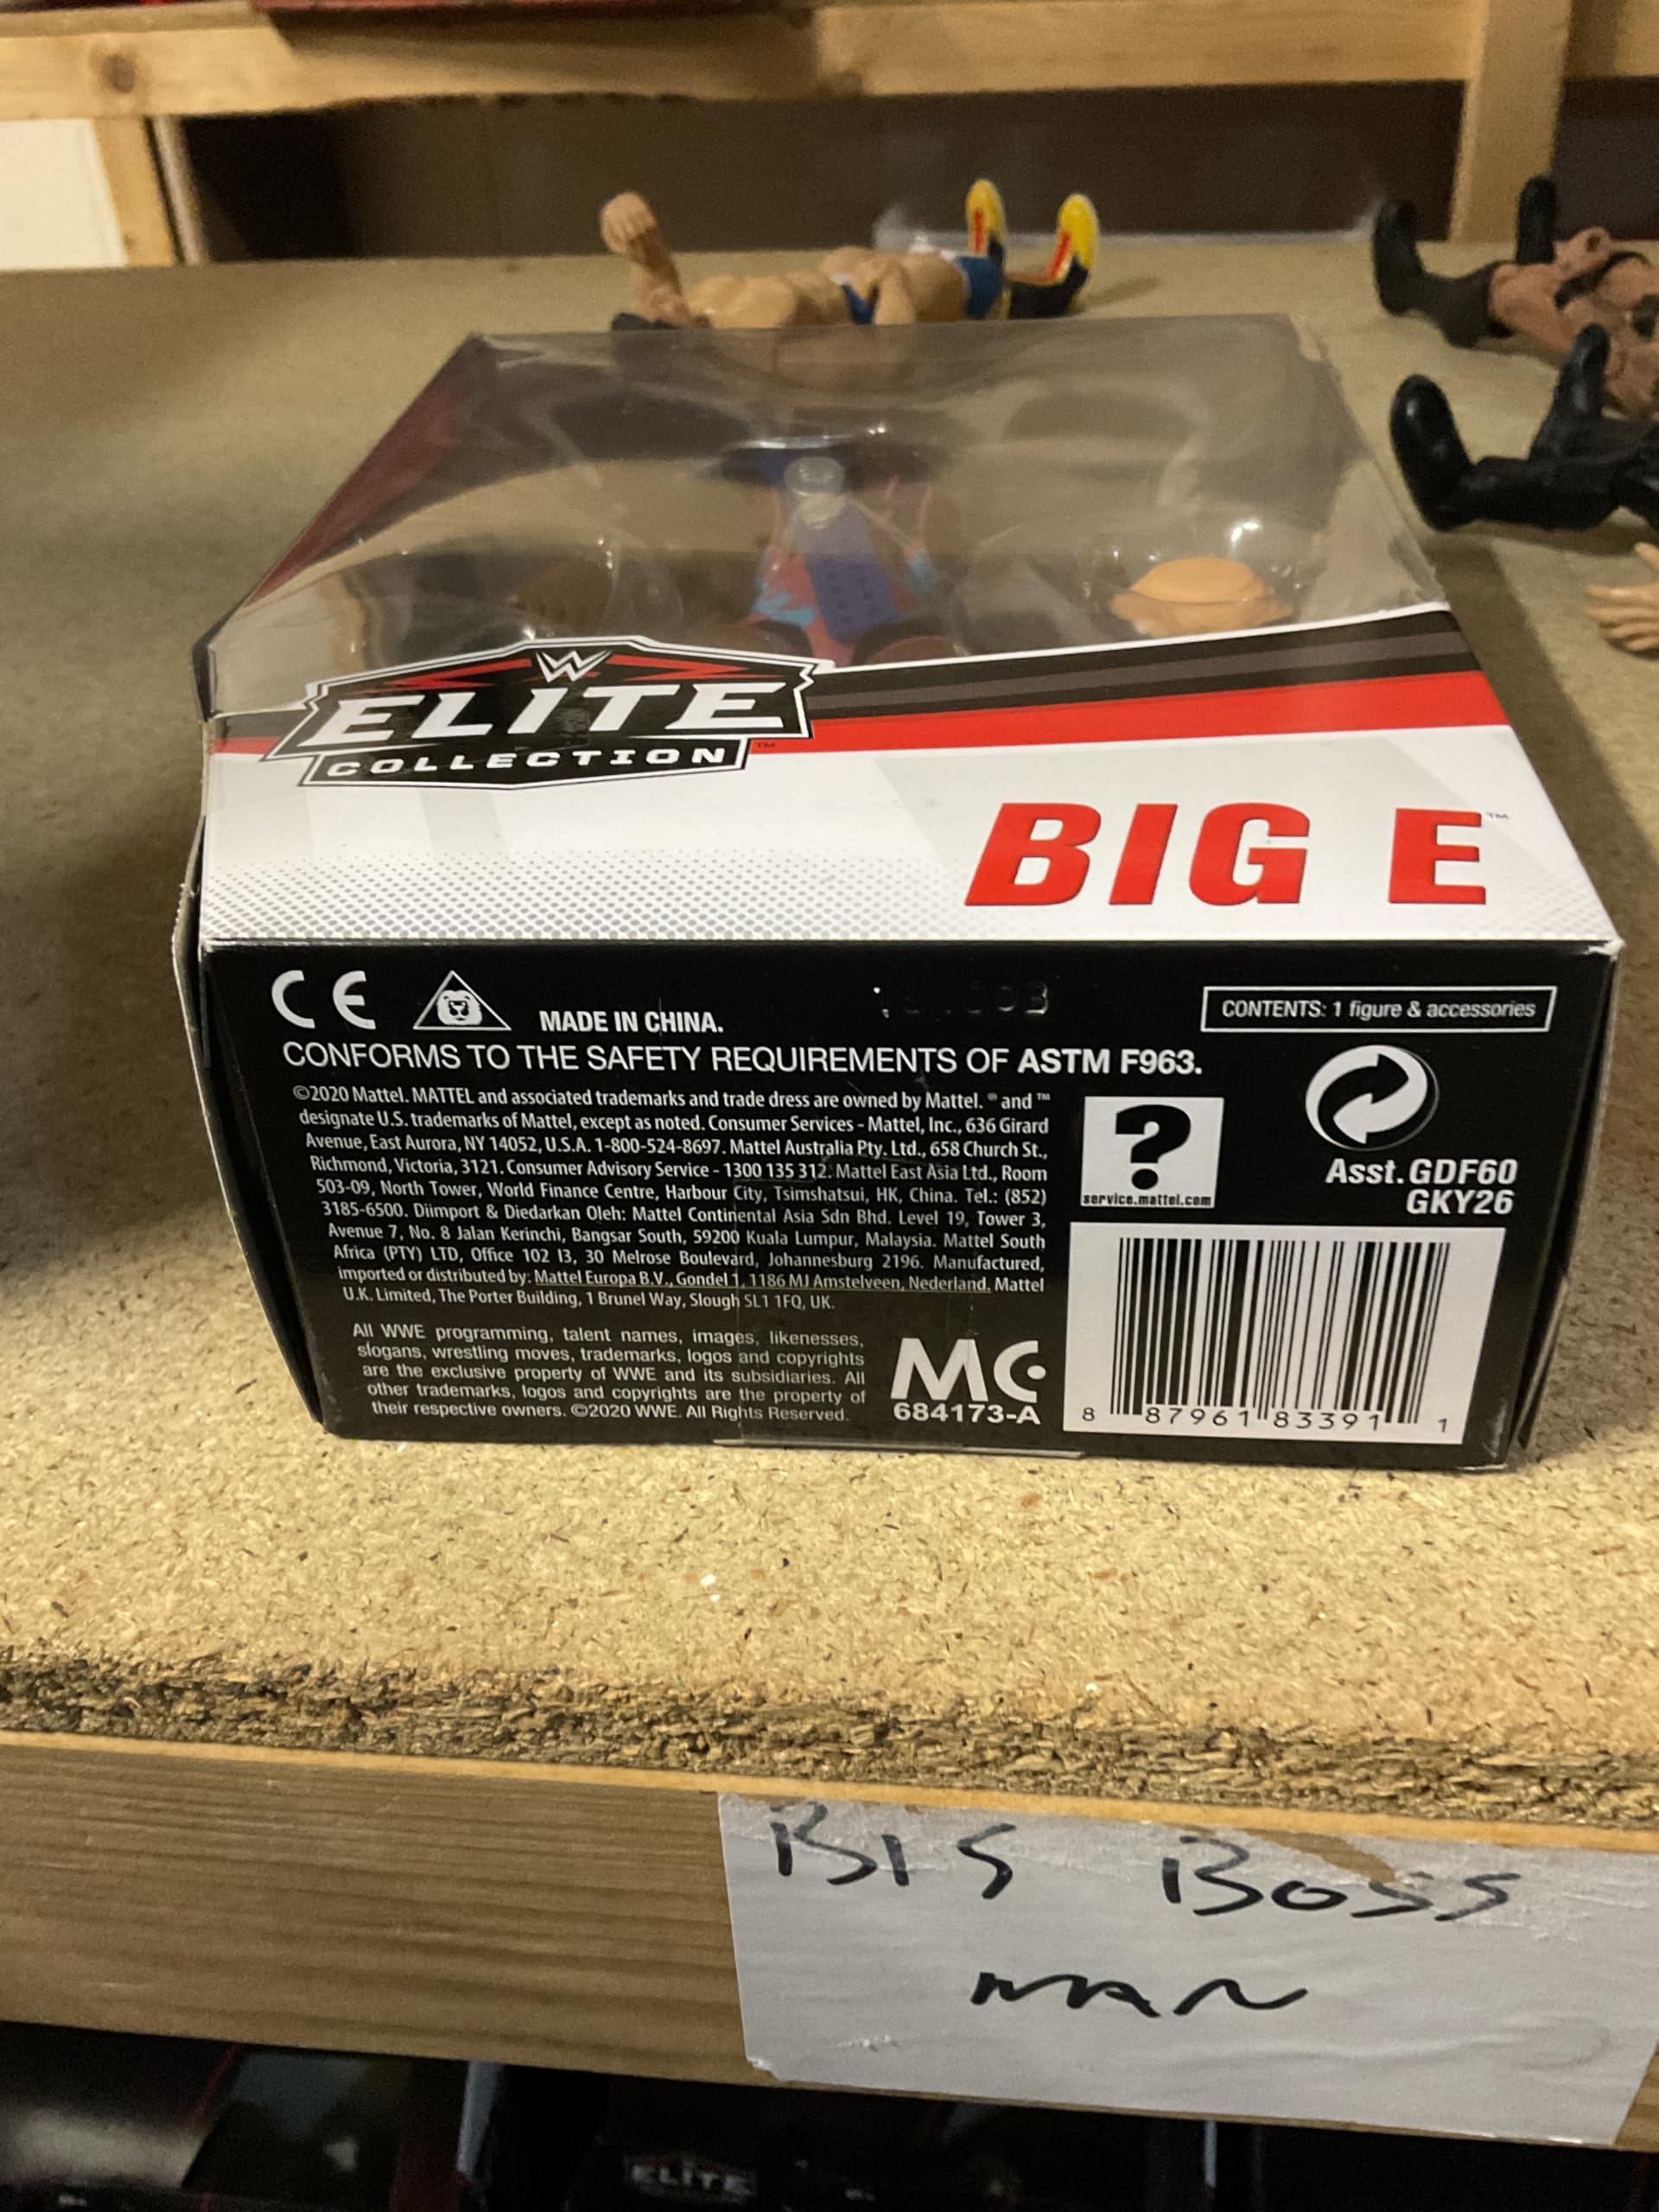 W
ELITE
COLLECTION™
BIG E™
CE
MADE IN CHINA.
CONTENTS: 1 figure & accessories
CONFORMS TO THE SAFETY REQUIREMENTS OF ASTM F963.
©2020 Mattel. MATTEL and associated trademarks and trade dress are owned by Mattel. ® and ™
designate U.S. trademarks of Mattel, except as noted. Consumer Services - Mattel, Inc., 636 Girard
Avenue, East Aurora, NY 14052, U.S.A. 1-800-524-8697. Mattel Australia Pty. Ltd., 658 Church St.,
Richmond, Victoria, 3121. Consumer Advisory Service - 1300 135 312. Mattel East Asia Ltd., Room
503-09, North Tower, World Finance Centre, Harbour City, Tsimshatsui, HK, China. Tel.: (852)
3185-6500. Diimport & Diedarkan Oleh: Mattel Continental Asia Sdn Bhd. Level 19, Tower 3,
Avenue 7, No. 8 Jalan Kerinchi, Bangsar South, 59200 Kuala Lumpur, Malaysia. Mattel South
Africa (PTY) LTD, Office 102 I3, 30 Melrose Boulevard, Johannesburg 2196. Manufactured,
imported or distributed by: Mattel Europa B.V., Gondel 1, 1186 MJ Amstelveen, Nederland. Mattel
U.K. Limited, The Porter Building, 1 Brunel Way, Slough SL1 1FQ, UK.
?
service.mattel.com
Asst. GDF60
GKY26
All WWE programming, talent names, images, likenesses,
slogans, wrestling moves, trademarks, logos and copyrights
are the exclusive property of WWE and its subsidiaries. All
other trademarks, logos and copyrights are the property of
their respective owners. ©2020 WWE. All Rights Reserved.
MC
684173-A
8 87961 83391 1
BIG BOSS
MAN
ELITE